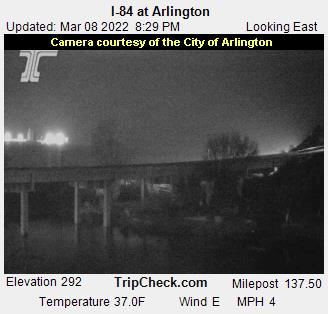 I-84 at Arlington
Updated: Mar 08 2022 8:29 PM Looking East
Camera courtesy of the City of Arlington
Elevation 292 TripCheck.com Milepost 137.50
Temperature 37.0F Wind E MPH 4